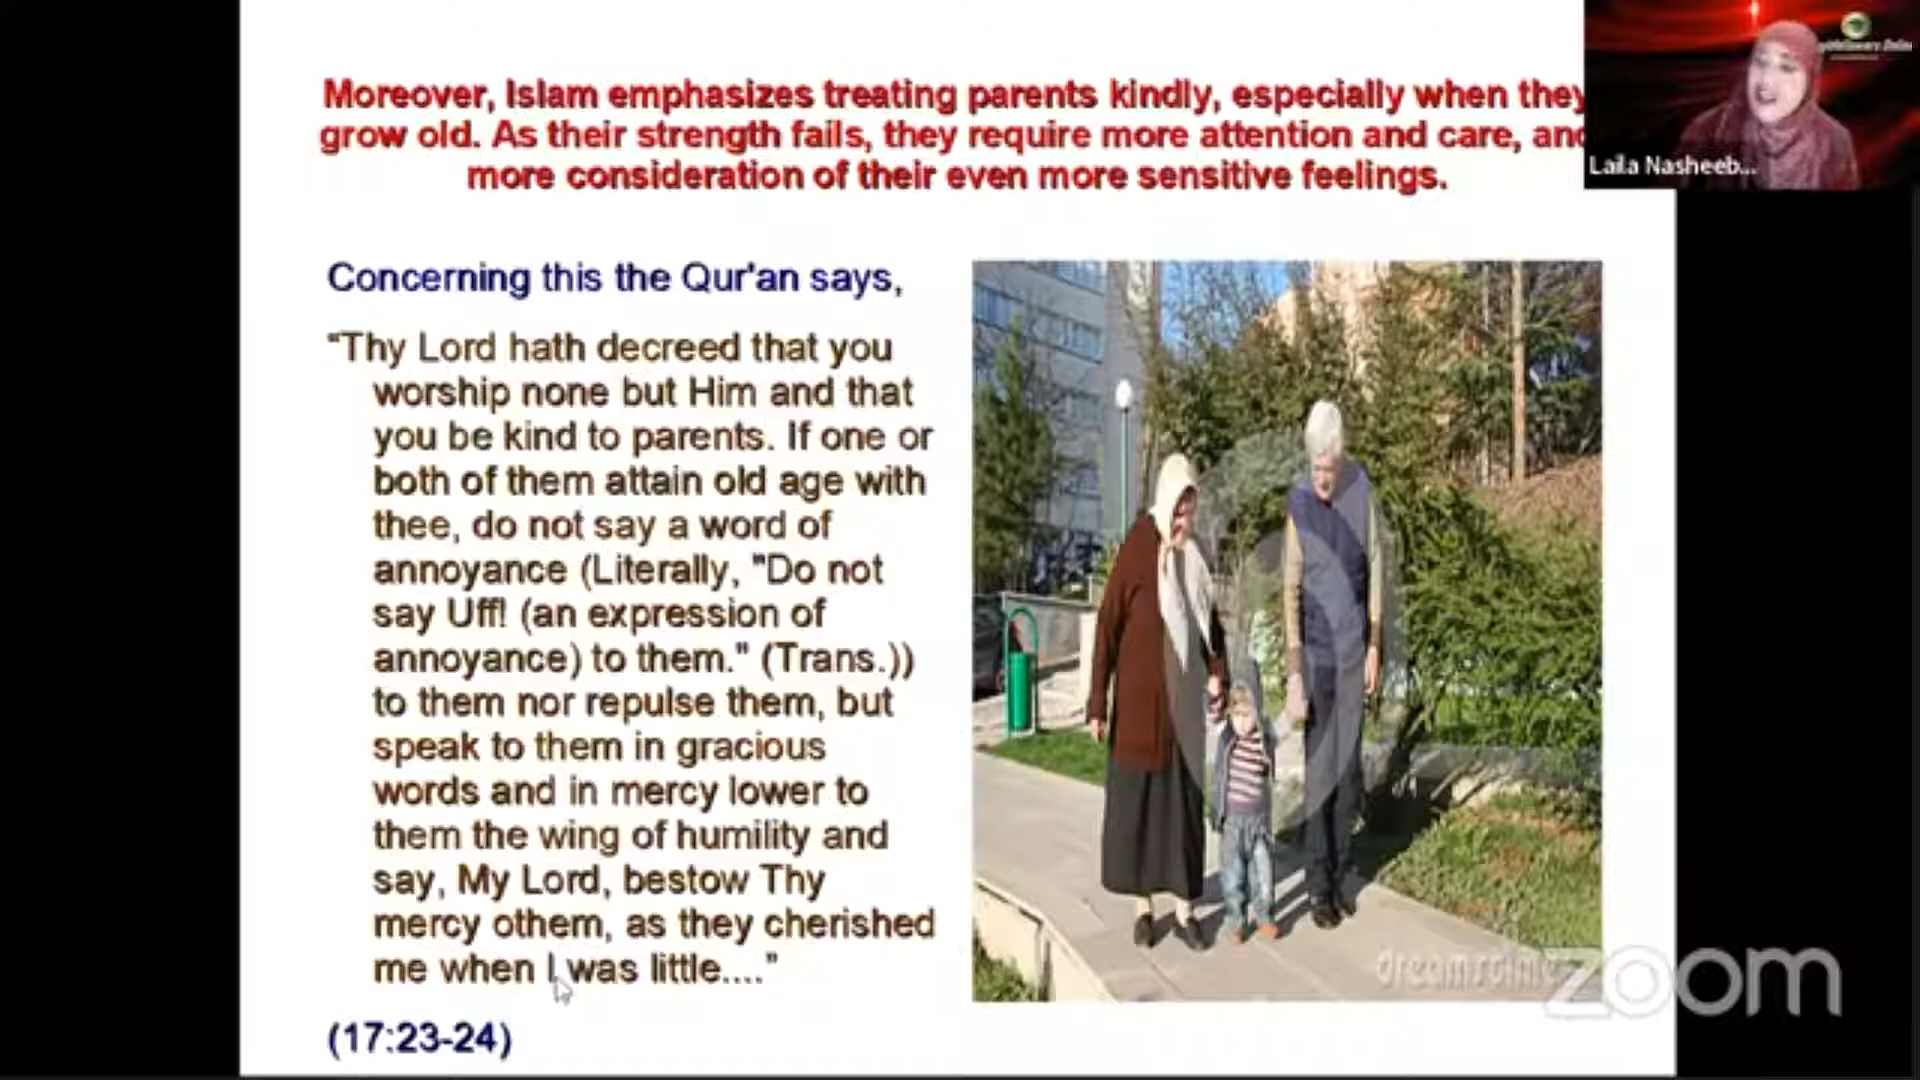 Moreover, Islam emphasizes treating parents kindly, especially when they
grow old. As their strength fails, they require more attention and care, and
more consideration of their even more sensitive feelings.
Laila Nasheeb...
Concerning this the Qur'an says,
"Thy Lord hath decreed that you
worship none but Him and that
you be kind to parents. If one or
both of them attain old age with
thee, do not say a word of
annoyance (Literally, "Do not
say Uff! (an expression of
annoyance) to them." (Trans.))
to them nor repulse them, but
speak to them in gracious
words and in mercy lower to
them the wing of humility and
say, My Lord, bestow Thy
mercy othem, as they cherished
me when I was little...."
(17:23-24)
zoom